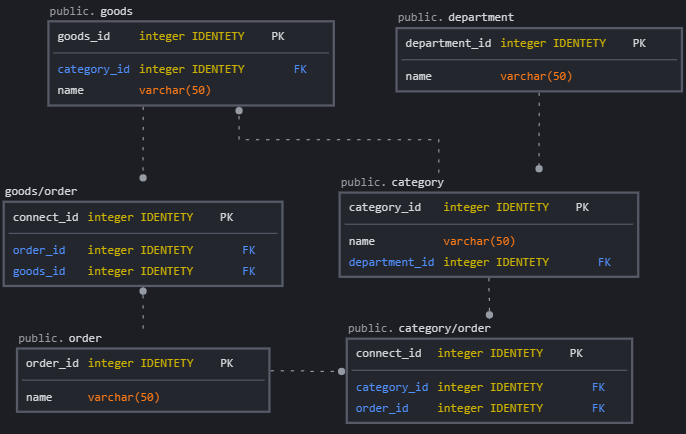 public. goods
goods_id integer IDENTETY PK
category_id integer IDENTETY FK
name varchar(50)
public. department
department_id integer IDENTETY PK
name varchar(50)
goods/order
connect_id integer IDENTETY PK
order_id integer IDENTETY FK
goods_id integer IDENTETY FK
public. category
category_id integer IDENTETY PK
name varchar(50)
department_id integer IDENTETY FK
public. order
order_id integer IDENTETY PK
name varchar(50)
public. category/order
connect_id integer IDENTETY PK
category_id integer IDENTETY FK
order_id integer IDENTETY FK